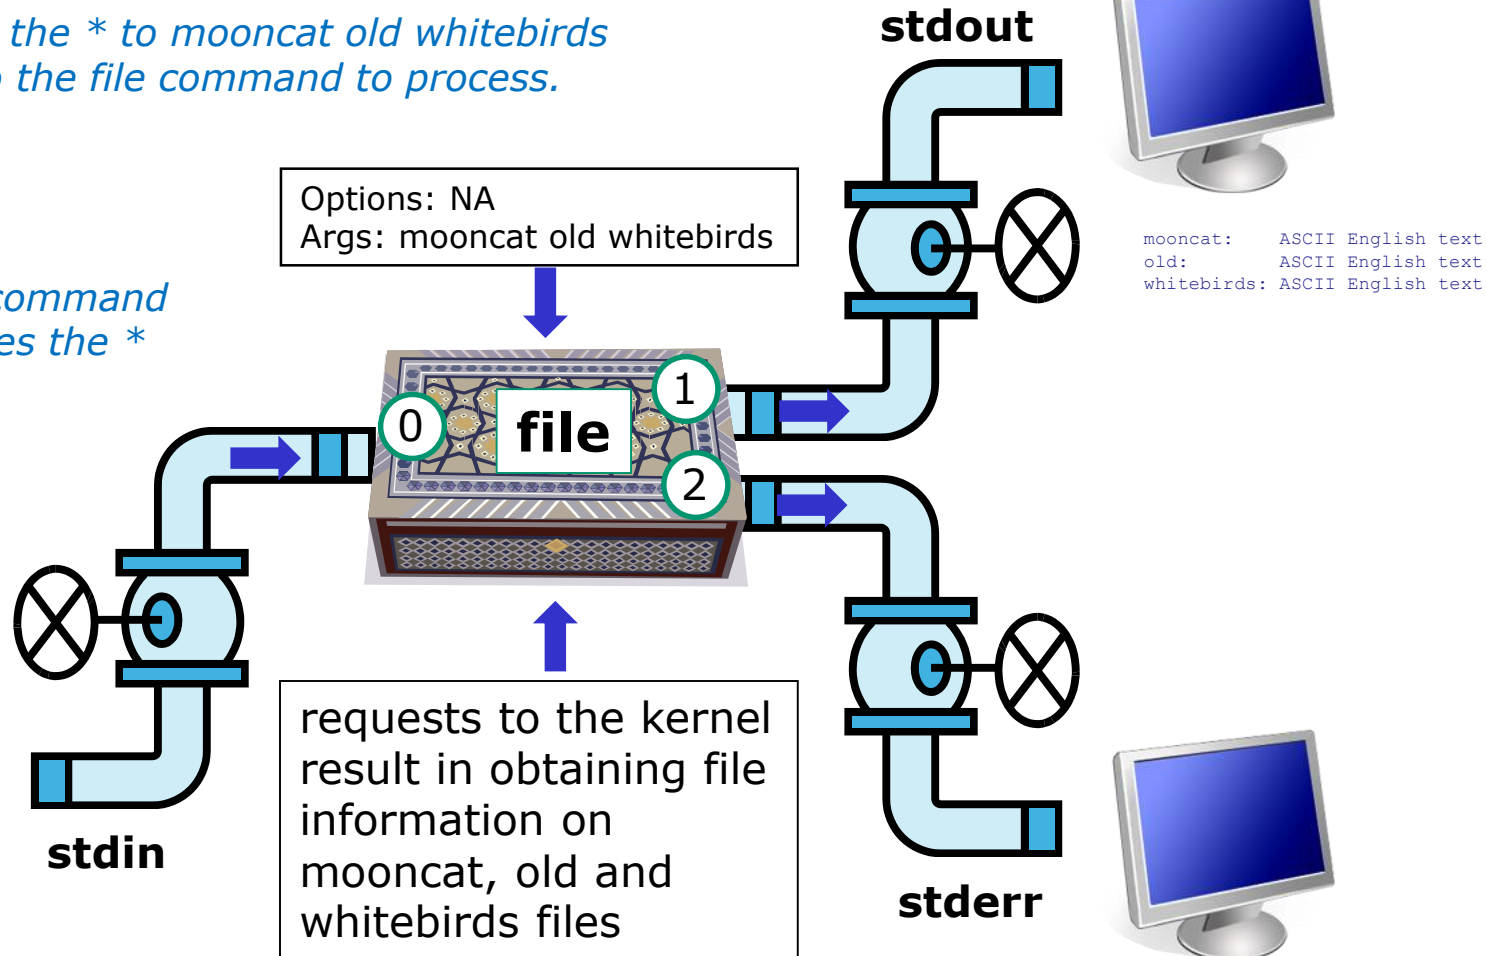 the * to mooncat old whitebirds
the file command to process.
stdout
Options: NA
Args: mooncat old whitebirds
mooncat: ASCII English text
old: ASCII English text
whitebirds: ASCII English text
command
es the *
0
file
1
2
requests to the kernel
result in obtaining file
information on
mooncat, old and
whitebirds files
stdin
stderr